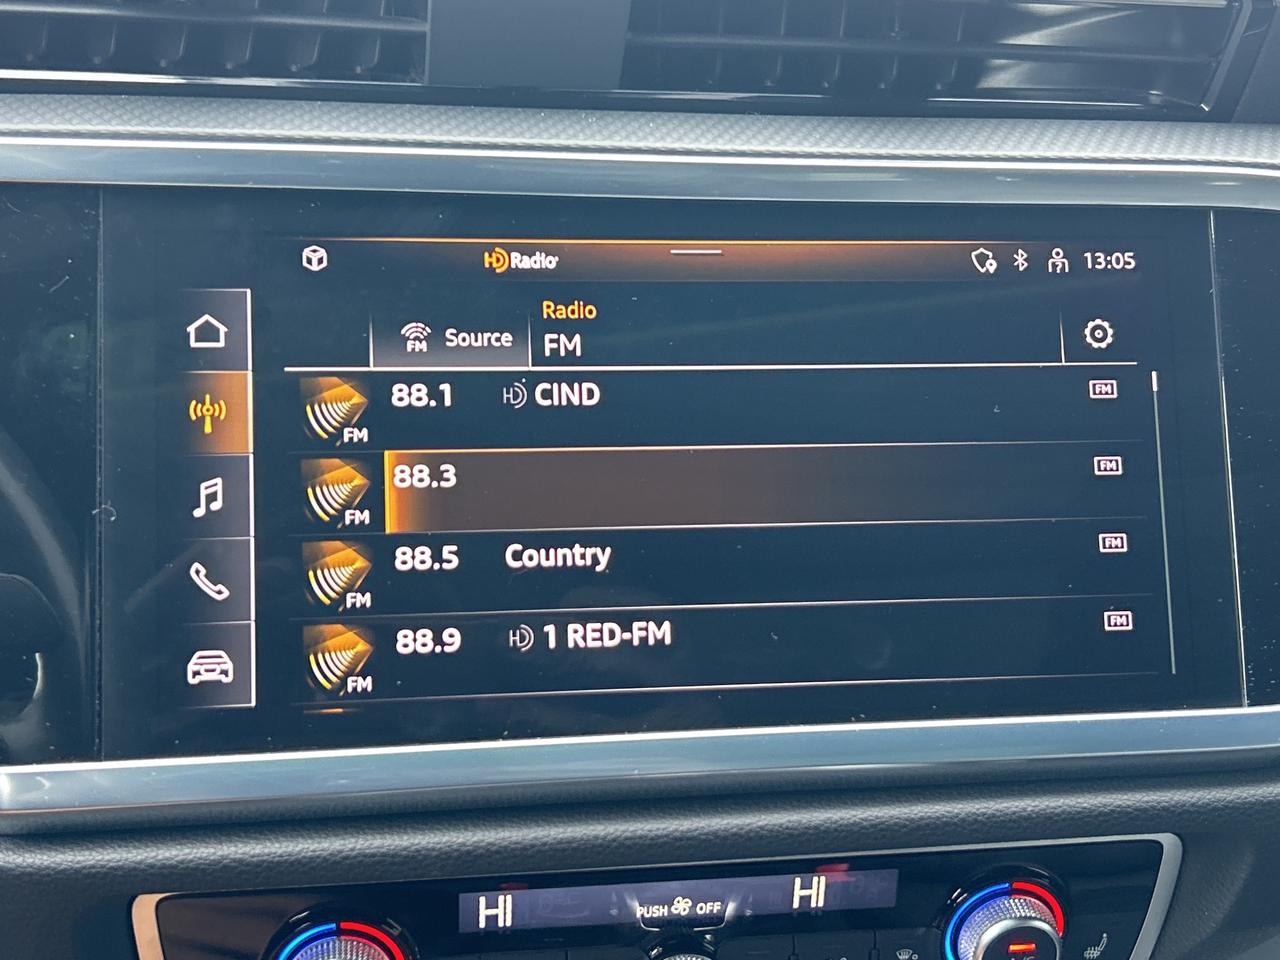 HD Radio 13:05
FM Source
Radio
FM
FM 88.1 HD CIND FM
FM 88.3 FM
FM 88.5 Country FM
FM 88.9 HD 1 RED-FM FM
HI PUSH OFF HI